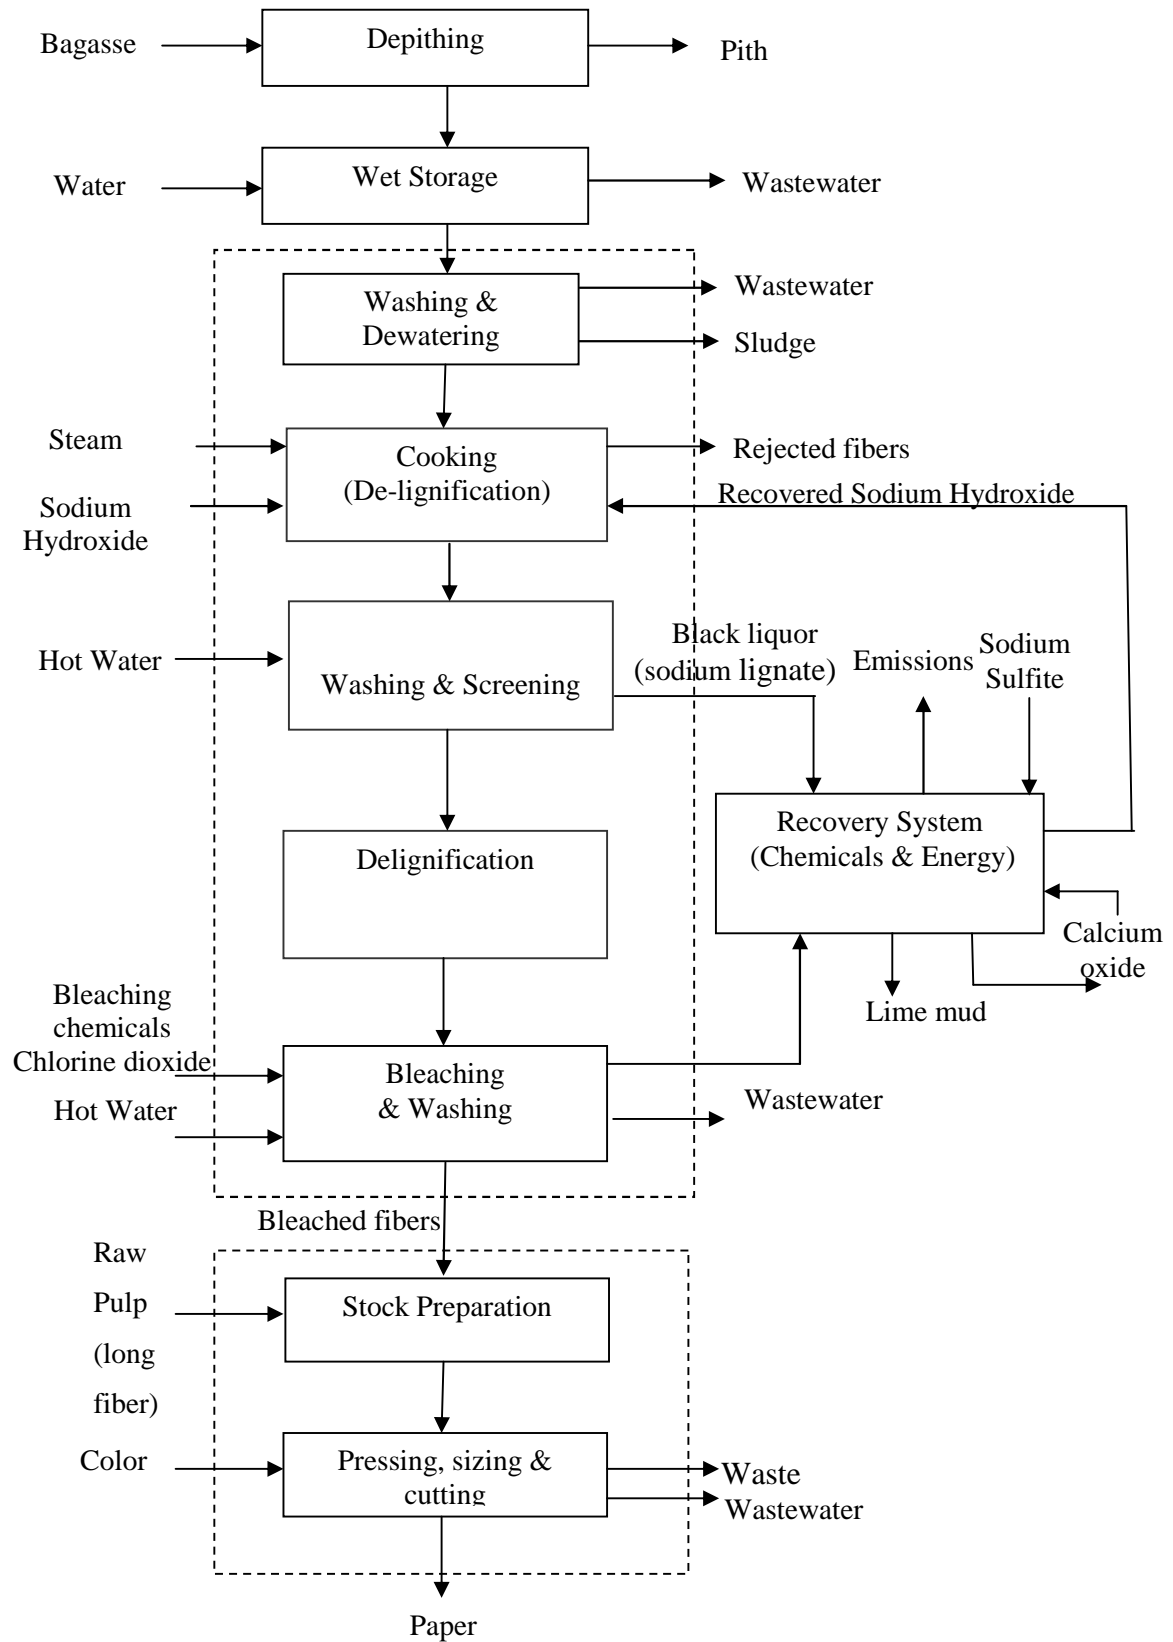 Bagasse
Depithing
Pith
Water
Wet Storage
Wastewater
Washing &
Dewatering
Wastewater
Sludge
Steam
Sodium
Hydroxide
Cooking
(De-lignification)
Rejected fibers
Recovered Sodium Hydroxide
Hot Water
Washing & Screening
Black liquor
(sodium lignate)
Emissions
Sodium
Sulfite
Recovery System
(Chemicals & Energy)
Delignification
Calcium
oxide
Lime mud
Bleaching
chemicals
Chlorine dioxide
Hot Water
Bleaching
& Washing
Wastewater
Bleached fibers
Raw
Pulp
(long
fiber)
Stock Preparation
Color
Pressing, sizing &
cutting
Waste
Wastewater
Paper